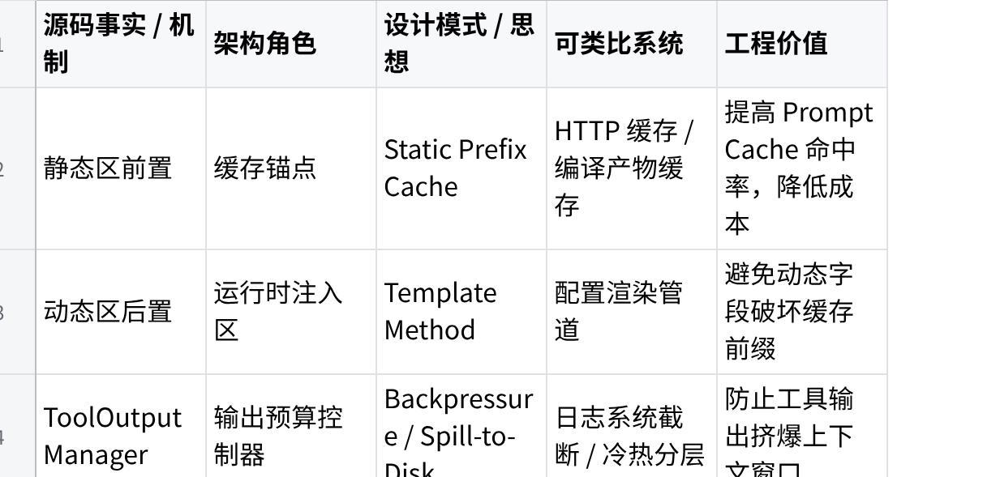 源码事实 / 机
制
架构角色
设计模式 / 思
想
可类比系统
工程价值
静态区前置
缓存锚点
Static Prefix
Cache
HTTP 缓存 /
编译产物缓
存
提高 Prompt
Cache 命中
率，降低成
本
动态区后置
运行时注入
区
Template
Method
配置渲染管
道
避免动态字
段破坏缓存
前缀
ToolOutput
Manager
输出预算控
制器
Backpressur
e / Spill-to-
Disk
日志系统截
断 / 冷热分层
防止工具输
出挤爆上下
文窗口